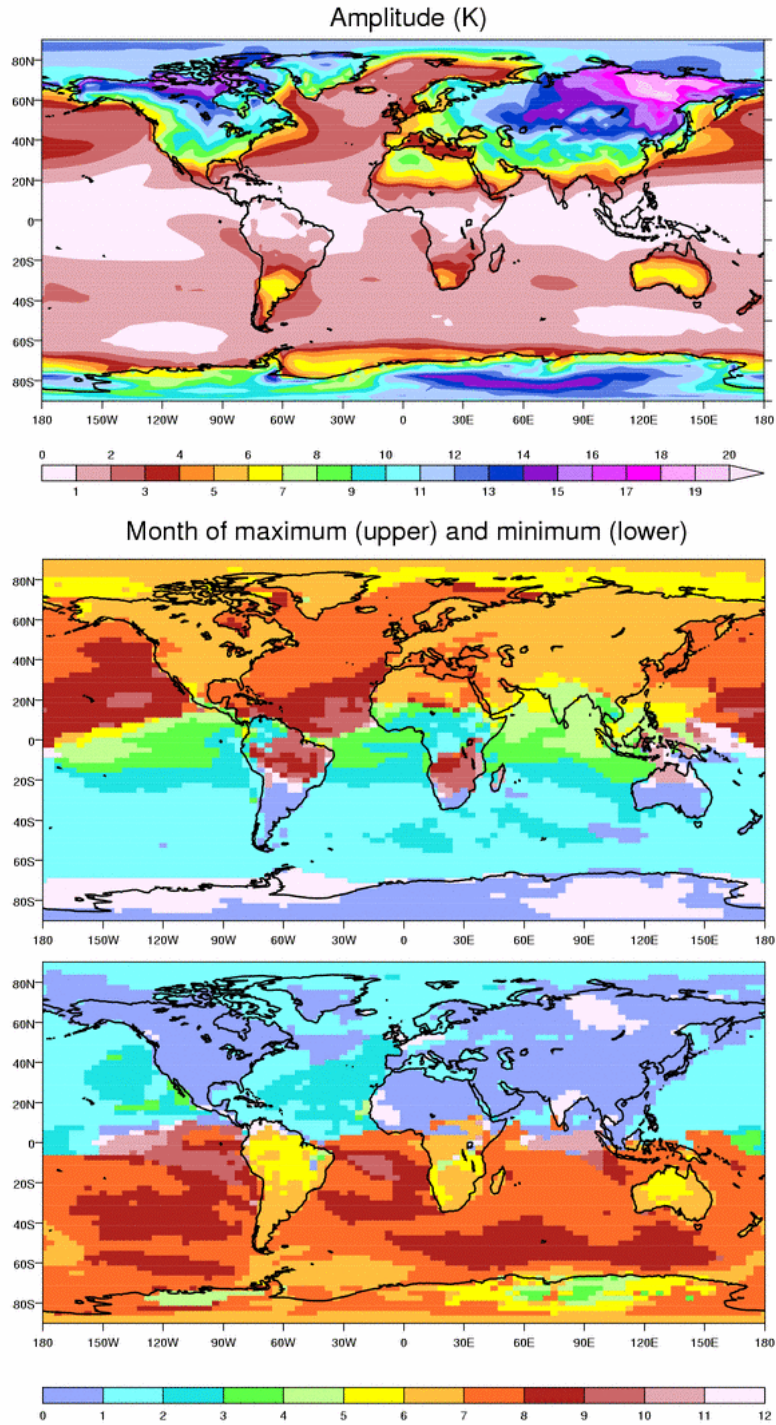 Amplitude (K)
80N
60N
40N
20N
0
20S
40S
60S
80S
180 150W 120W 90W 60W 30W 0 30E 60E 90E 120E 150E 180
0 2 4 6 8 10 12 14 16 18 20
1 3 5 7 9 11 13 15 17 19
Month of maximum (upper) and minimum (lower)
80N
60N
40N
20N
0
20S
40S
60S
80S
180 150W 120W 90W 60W 30W 0 30E 60E 90E 120E 150E 180
80N
60N
40N
20N
0
20S
40S
60S
80S
180 150W 120W 90W 60W 30W 0 30E 60E 90E 120E 150E 180
0 1 2 3 4 5 6 7 8 9 10 11 12